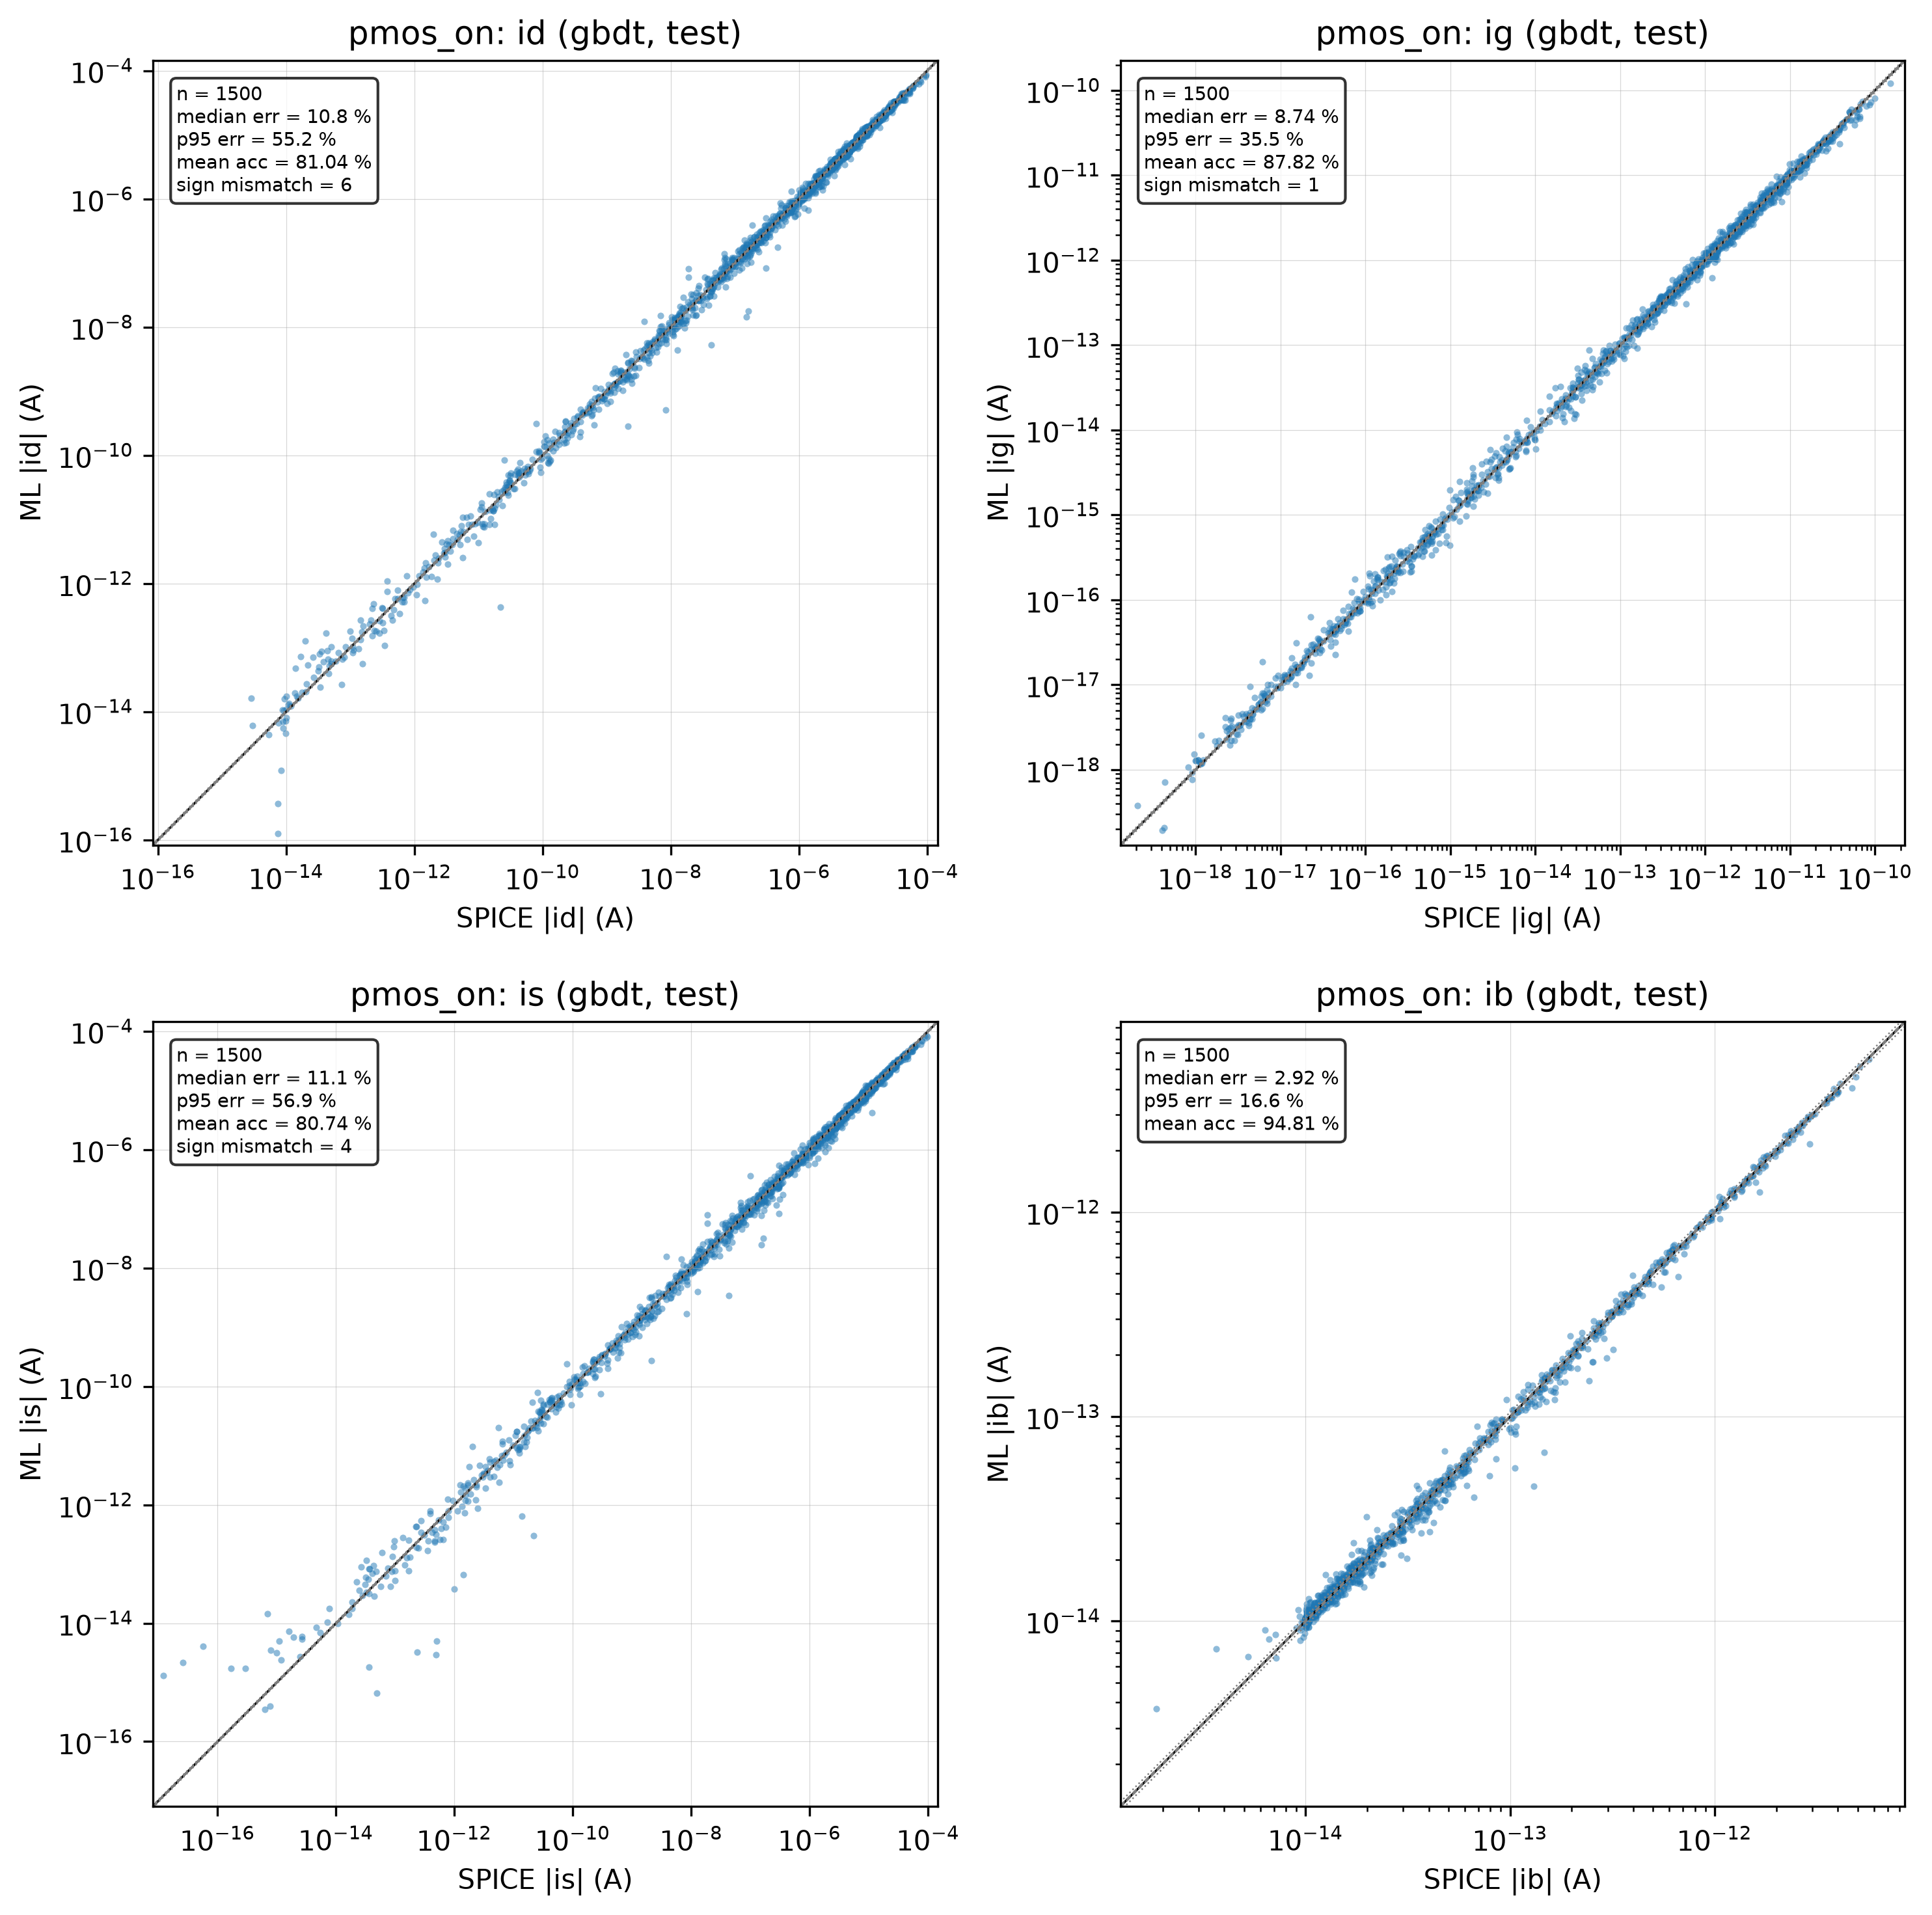 pmos_on: id (gbdt, test)
n = 1500
median err = 10.8 %
p95 err = 55.2 %
mean acc = 81.04 %
sign mismatch = 6
ML |id| (A)
10⁻⁴
10⁻⁶
10⁻⁸
10⁻¹⁰
10⁻¹²
10⁻¹⁴
10⁻¹⁶
10⁻¹⁶ 10⁻¹⁴ 10⁻¹² 10⁻¹⁰ 10⁻⁸ 10⁻⁶ 10⁻⁴
SPICE |id| (A)
pmos_on: ig (gbdt, test)
n = 1500
median err = 8.74 %
p95 err = 35.5 %
mean acc = 87.82 %
sign mismatch = 1
ML |ig| (A)
10⁻¹⁰
10⁻¹¹
10⁻¹²
10⁻¹³
10⁻¹⁴
10⁻¹⁵
10⁻¹⁶
10⁻¹⁷
10⁻¹⁸
10⁻¹⁸ 10⁻¹⁷ 10⁻¹⁶ 10⁻¹⁵ 10⁻¹⁴ 10⁻¹³ 10⁻¹² 10⁻¹¹ 10⁻¹⁰
SPICE |ig| (A)
pmos_on: is (gbdt, test)
n = 1500
median err = 11.1 %
p95 err = 56.9 %
mean acc = 80.74 %
sign mismatch = 4
ML |is| (A)
10⁻⁴
10⁻⁶
10⁻⁸
10⁻¹⁰
10⁻¹²
10⁻¹⁴
10⁻¹⁶
10⁻¹⁶ 10⁻¹⁴ 10⁻¹² 10⁻¹⁰ 10⁻⁸ 10⁻⁶ 10⁻⁴
SPICE |is| (A)
pmos_on: ib (gbdt, test)
n = 1500
median err = 2.92 %
p95 err = 16.6 %
mean acc = 94.81 %
ML |ib| (A)
10⁻¹²
10⁻¹³
10⁻¹⁴
10⁻¹⁴ 10⁻¹³ 10⁻¹²
SPICE |ib| (A)